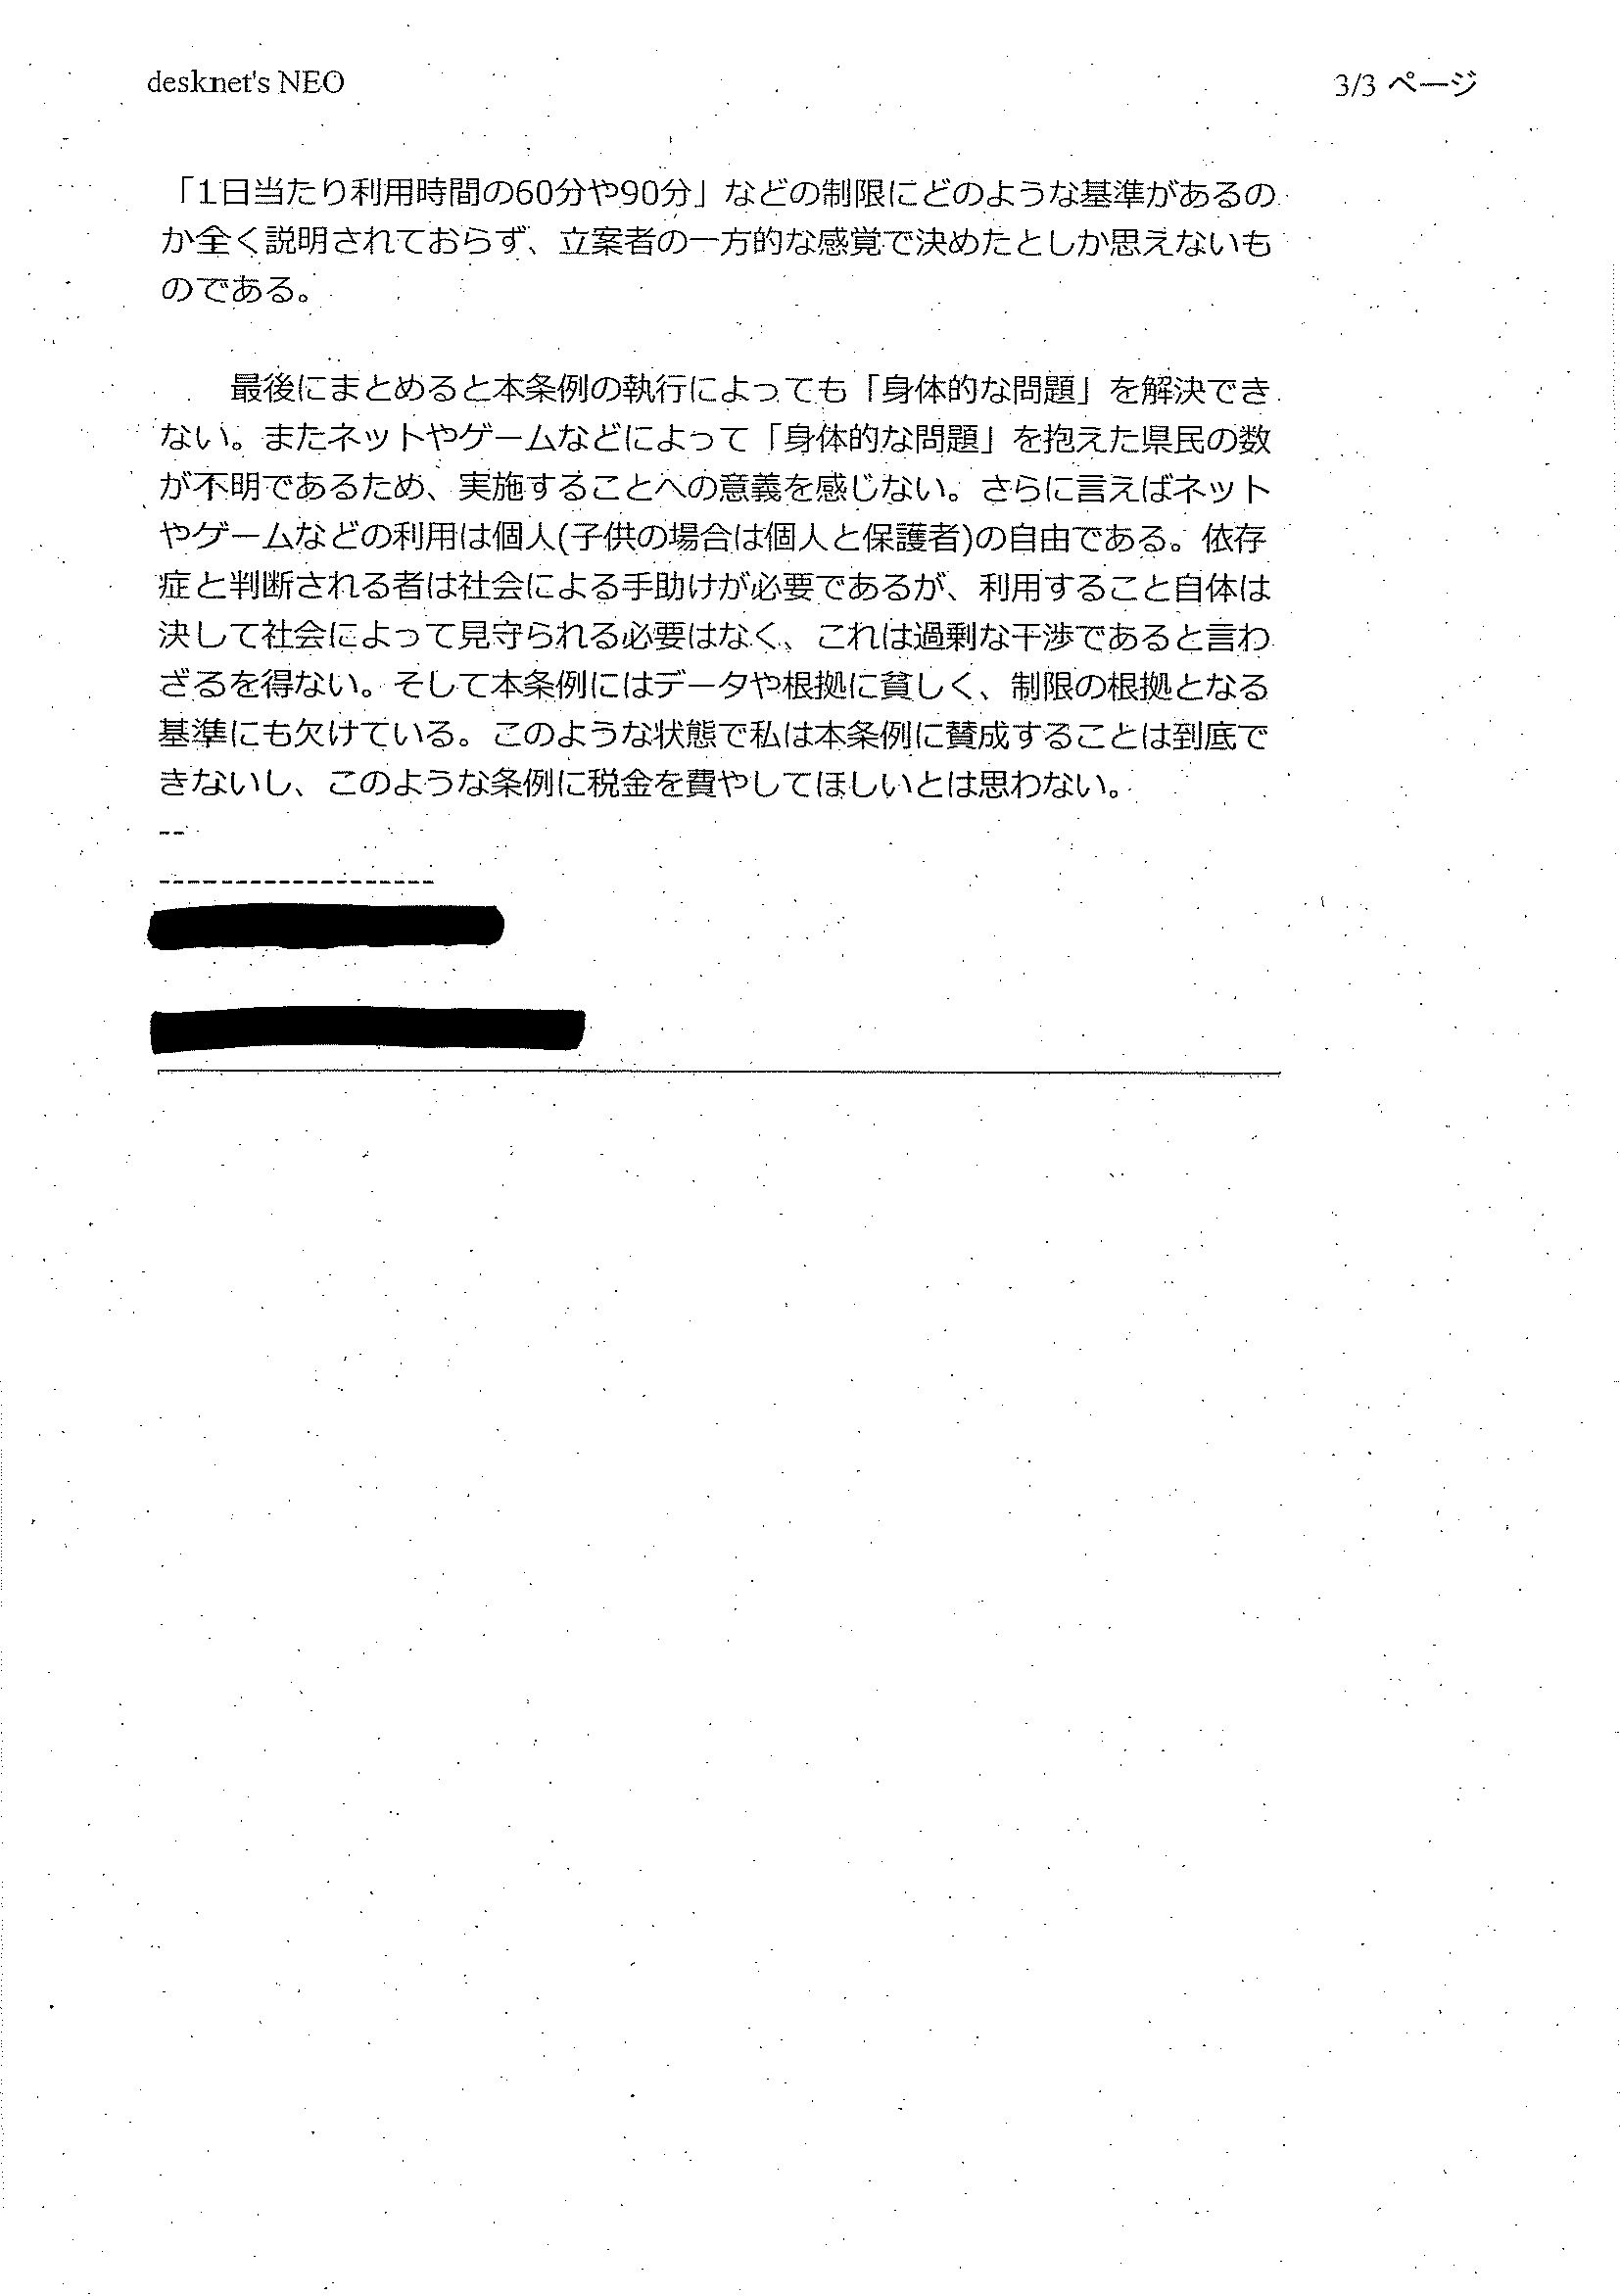 desknet's NEO
3/3 ページ
「1日当たり利用時間の60分や90分」などの制限にどのような基準があるの
か全く説明されておらず、立案者の一方的な感覚で決めたとしか思えないも
のである。
最後にまとめると本条例の執行によっても「身体的な問題」を解決でき
ない。またネットやゲームなどによって「身体的な問題」を抱えた県民の数
が不明であるため、実施することへの意義を感じない。さらに言えばネット
やゲームなどの利用は個人(子供の場合は個人と保護者)の自由である。依存
症と判断される者は社会による手助けが必要であるが、利用すること自体は
決して社会によって見守られる必要はなく、これは過剰な干渉であると言わ
ざるを得ない。そして本条例にはデータや根拠に貧しく、制限の根拠となる
基準にも欠けている。このような状態で私は本条例に賛成することは到底で
きないし、このような条例に税金を費やしてほしいとは思わない。
--
-------------------